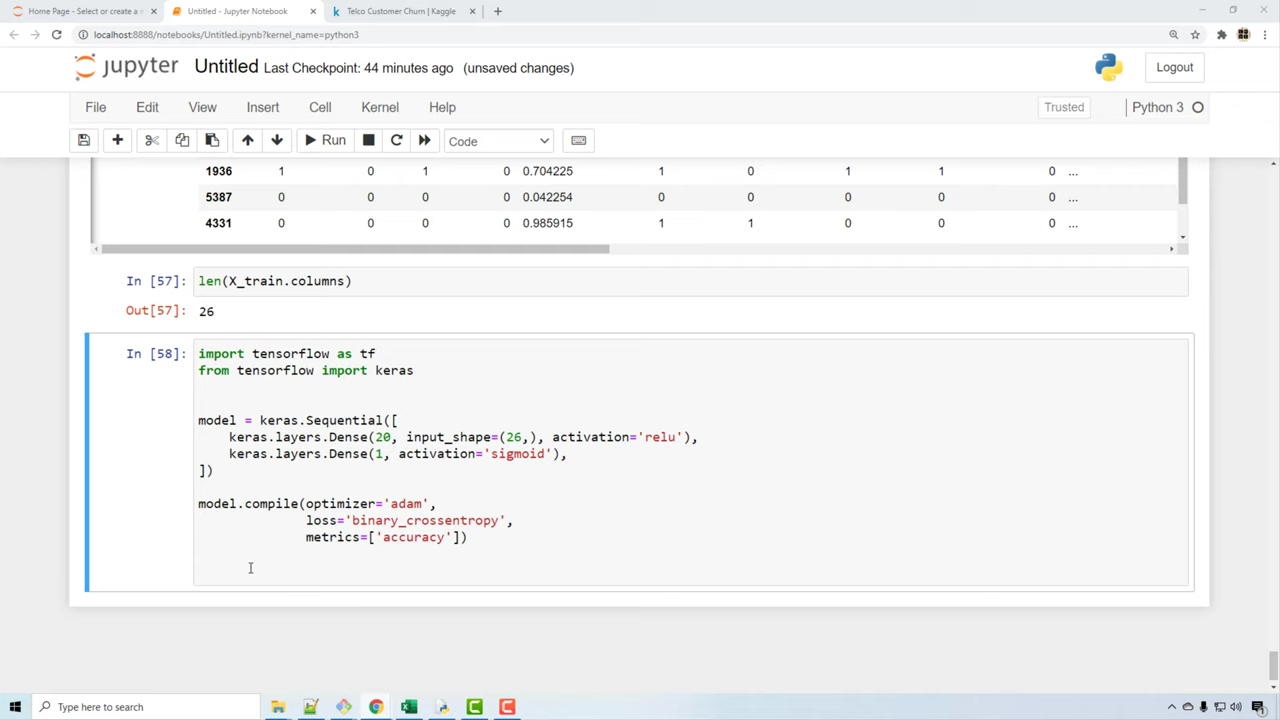 Home Page - Select or create a n
Untitled - Jupyter Notebook
Telco Customer Churn | Kaggle
localhost:8888/notebooks/Untitled.ipynb?kernel_name=python3
jupyter Untitled Last Checkpoint: 44 minutes ago (unsaved changes)
Logout
File Edit View Insert Cell Kernel Help
Trusted
Python 3
Run
Code
1936 1 0 1 0 0.704225 1 0 1 1 0 ...
5387 0 0 0 0 0.042254 0 0 0 0 0 ...
4331 0 0 0 0 0.985915 1 1 0 0 0 ...
In [57]: len(X_train.columns)
Out[57]: 26
In [58]: import tensorflow as tf
from tensorflow import keras
model = keras.Sequential([
keras.layers.Dense(20, input_shape=(26,), activation='relu'),
keras.layers.Dense(1, activation='sigmoid'),
])
model.compile(optimizer='adam',
loss='binary_crossentropy',
metrics=['accuracy'])
Type here to search